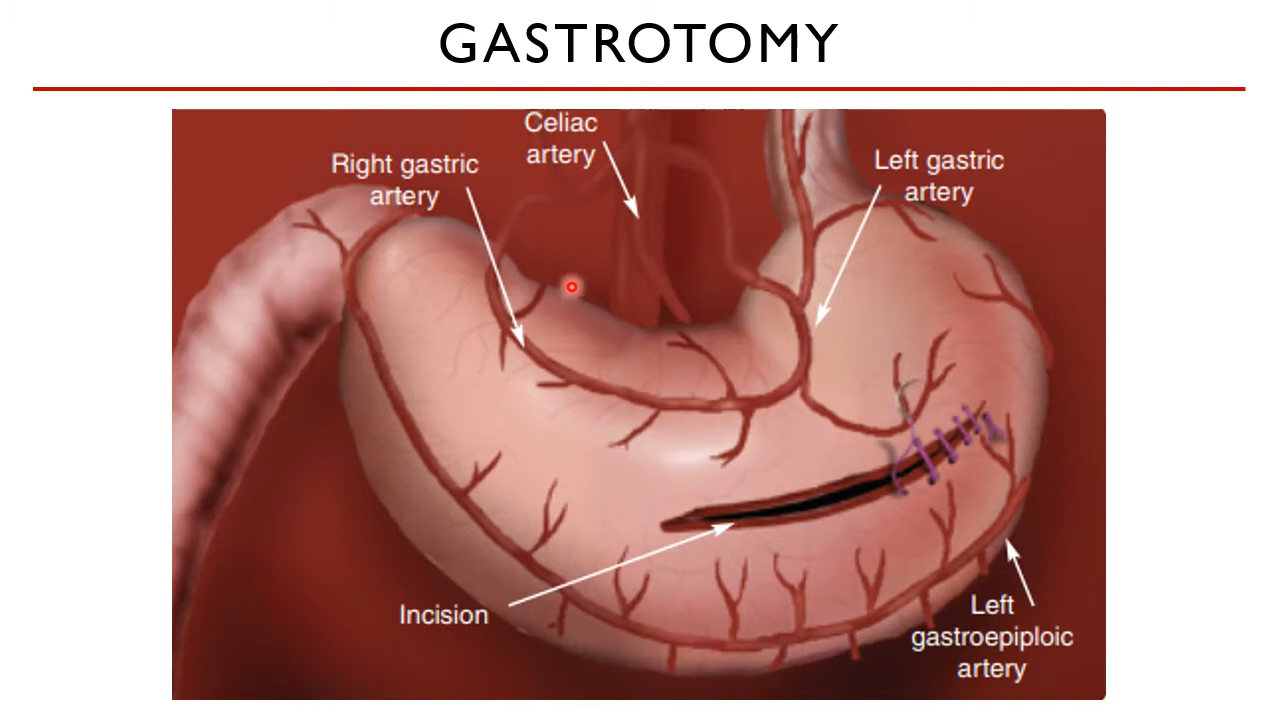 GASTROTOMY
Celiac
artery
Right gastric
artery
Left gastric
artery
Incision
Left
gastroepiploic
artery